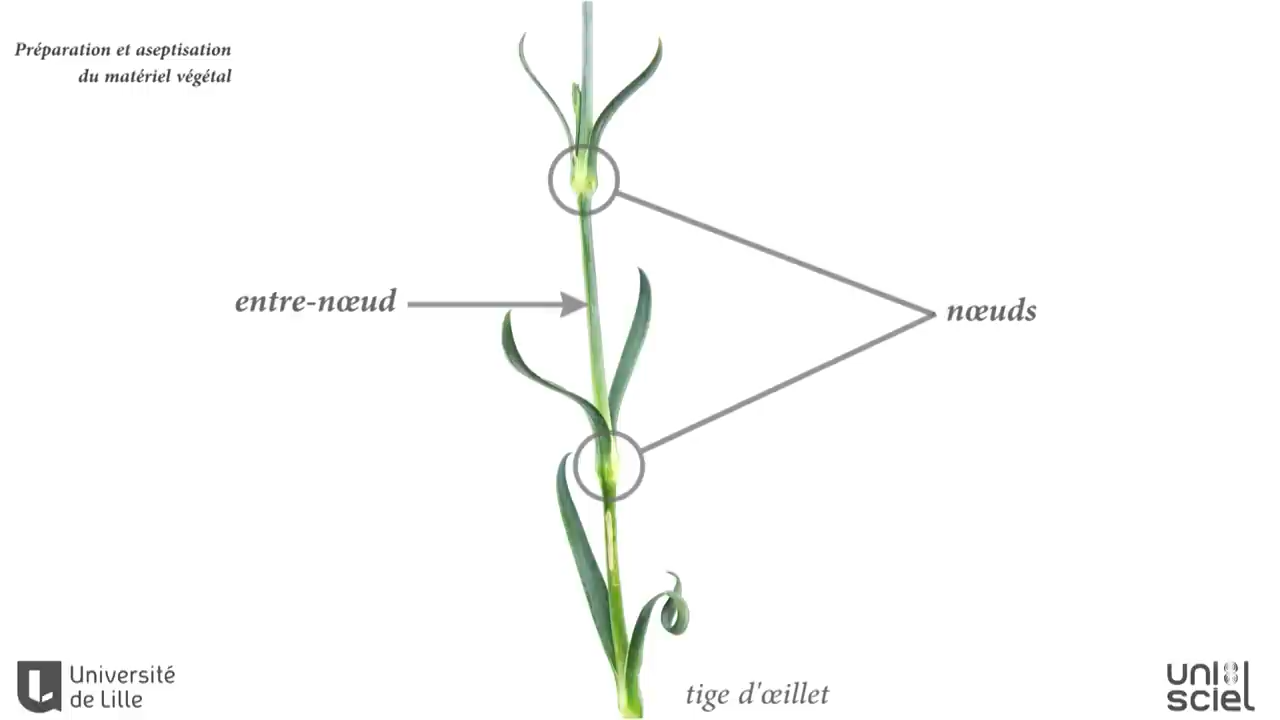 Préparation et aseptisation
du matériel végétal
entre-nœud
nœuds
tige d'œillet
Université
de Lille
uni
sciel